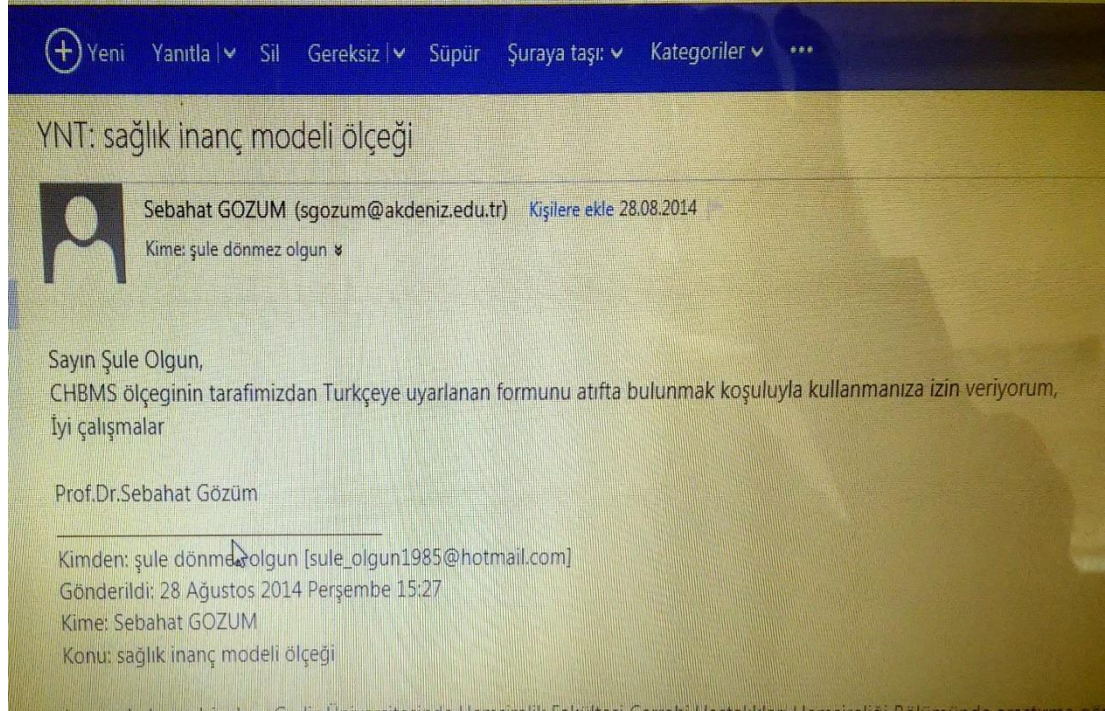 Yeni Yanıtla Sil Gereksiz Süpür Şuraya taşı: Kategoriler •••
YNT: sağlık inanç modeli ölçeği
Sebahat GOZUM (sgozum@akdeniz.edu.tr) Kişilere ekle 28.08.2014
Kime: şule dönmez olgun
Sayın Şule Olgun,
CHBMS ölçeginin tarafimizdan Turkçeye uyarlanan formunu atıfta bulunmak koşuluyla kullanmanıza izin veriyorum,
İyi çalışmalar
Prof.Dr.Sebahat Gözüm
Kimden: şule dönmez olgun [sule_olgun1985@hotmail.com]
Gönderildi: 28 Ağustos 2014 Perşembe 15:27
Kime: Sebahat GOZUM
Konu: sağlık inanç modeli ölçeği